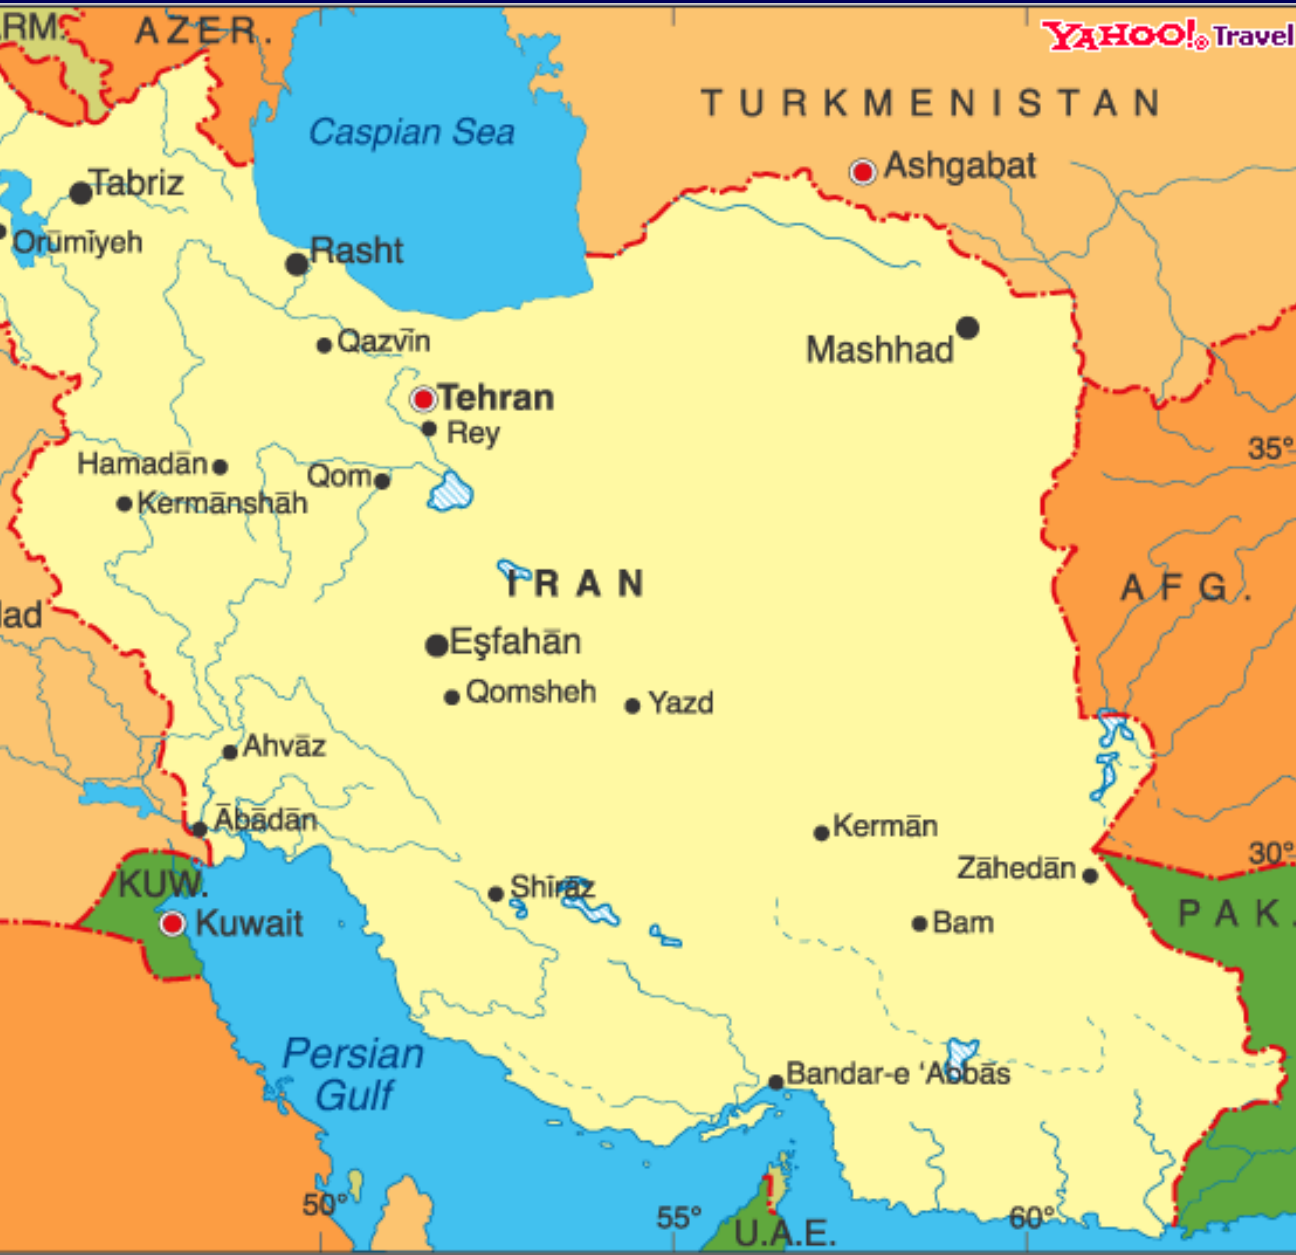 ARM.
AZER.
YAHOO! Travel
TURKMENISTAN
Caspian Sea
Ashgabat
Tabriz
Orūmīyeh
Rasht
Qazvīn
Mashhad
Tehran
Rey
35°
Hamadān
Qom
Kermānshāh
IRAN
AFG.
dad
Eşfahān
Qomsheh
Yazd
Ahvāz
Ābādān
Kermān
30°
Zāhedān
KUW.
Shīrāz
PAK.
Kuwait
Bam
Persian
Gulf
Bandar-e ‘Abbās
50°
55°
60°
U.A.E.